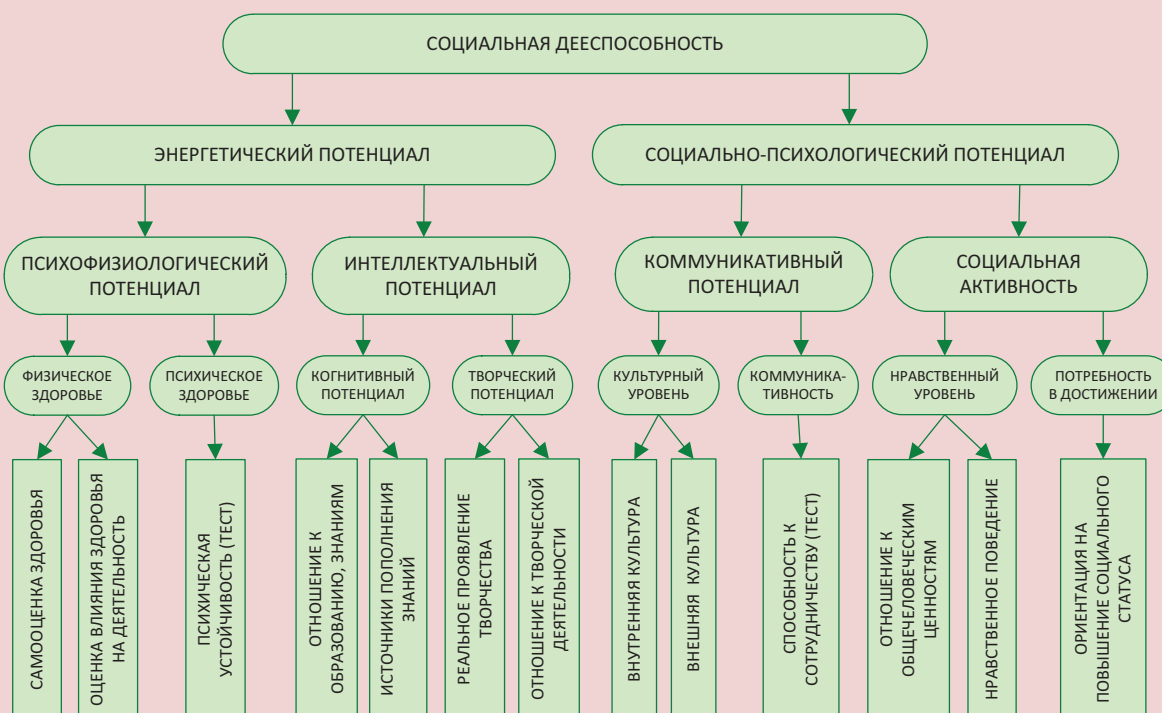 СОЦИАЛЬНАЯ ДЕЕСПОСОБНОСТЬ
ЭНЕРГЕТИЧЕСКИЙ ПОТЕНЦИАЛ
СОЦИАЛЬНО-ПСИХОЛОГИЧЕСКИЙ ПОТЕНЦИАЛ
ПСИХОФИЗИОЛОГИЧЕСКИЙ
ПОТЕНЦИАЛ
ИНТЕЛЛЕКТУАЛЬНЫЙ
ПОТЕНЦИАЛ
КОММУНИКАТИВНЫЙ
ПОТЕНЦИАЛ
СОЦИАЛЬНАЯ
АКТИВНОСТЬ
ФИЗИЧЕСКОЕ
ЗДОРОВЬЕ
ПСИХИЧЕСКОЕ
ЗДОРОВЬЕ
КОГНИТИВНЫЙ
ПОТЕНЦИАЛ
ТВОРЧЕСКИЙ
ПОТЕНЦИАЛ
КУЛЬТУРНЫЙ
УРОВЕНЬ
КОММУНИКА-
ТИВНОСТЬ
НРАВСТВЕННЫЙ
УРОВЕНЬ
ПОТРЕБНОСТЬ
В ДОСТИЖЕНИИ
САМООЦЕНКА ЗДОРОВЬЯ
ОЦЕНКА ВЛИЯНИЯ ЗДОРОВЬЯ
НА ДЕЯТЕЛЬНОСТЬ
ПСИХИЧЕСКАЯ
УСТОЙЧИВОСТЬ (ТЕСТ)
ОТНОШЕНИЕ К
ОБРАЗОВАНИЮ, ЗНАНИЯМ
ИСТОЧНИКИ ПОПОЛНЕНИЯ
ЗНАНИЙ
РЕАЛЬНОЕ ПРОЯВЛЕНИЕ
ТВОРЧЕСТВА
ОТНОШЕНИЕ К ТВОРЧЕСКОЙ
ДЕЯТЕЛЬНОСТИ
ВНУТРЕННЯЯ КУЛЬТУРА
ВНЕШНЯЯ КУЛЬТУРА
СПОСОБНОСТЬ К
СОТРУДНИЧЕСТВУ (ТЕСТ)
ОТНОШЕНИЕ К
ОБЩЕЧЕЛОВЕЧЕСКИМ
ЦЕННОСТЯМ
НРАВСТВЕННОЕ ПОВЕДЕНИЕ
ОРИЕНТАЦИЯ НА
ПОВЫШЕНИЕ СОЦИАЛЬНОГО
СТАТУСА